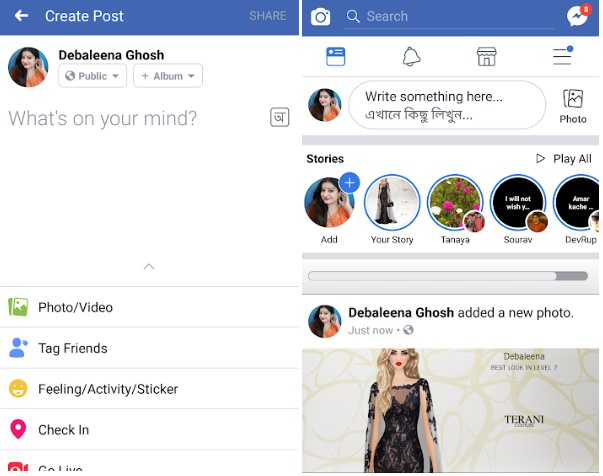 Create Post
SHARE
Debaleena Ghosh
Public
+ Album
What's on your mind?
অ
Photo/Video
Tag Friends
Feeling/Activity/Sticker
Check In
Go Live
Search
8
Write something here...
এখানে কিছু লিখুন...
Photo
Stories
Play All
Add
Your Story
I will not
wish y...
Amar
kache ...
Tanaya
Sourav
DevRup
Debaleena Ghosh added a new photo.
Just now •
Debaleena
BEST LOOK IN LEVEL 7
TERANI
COUTURE